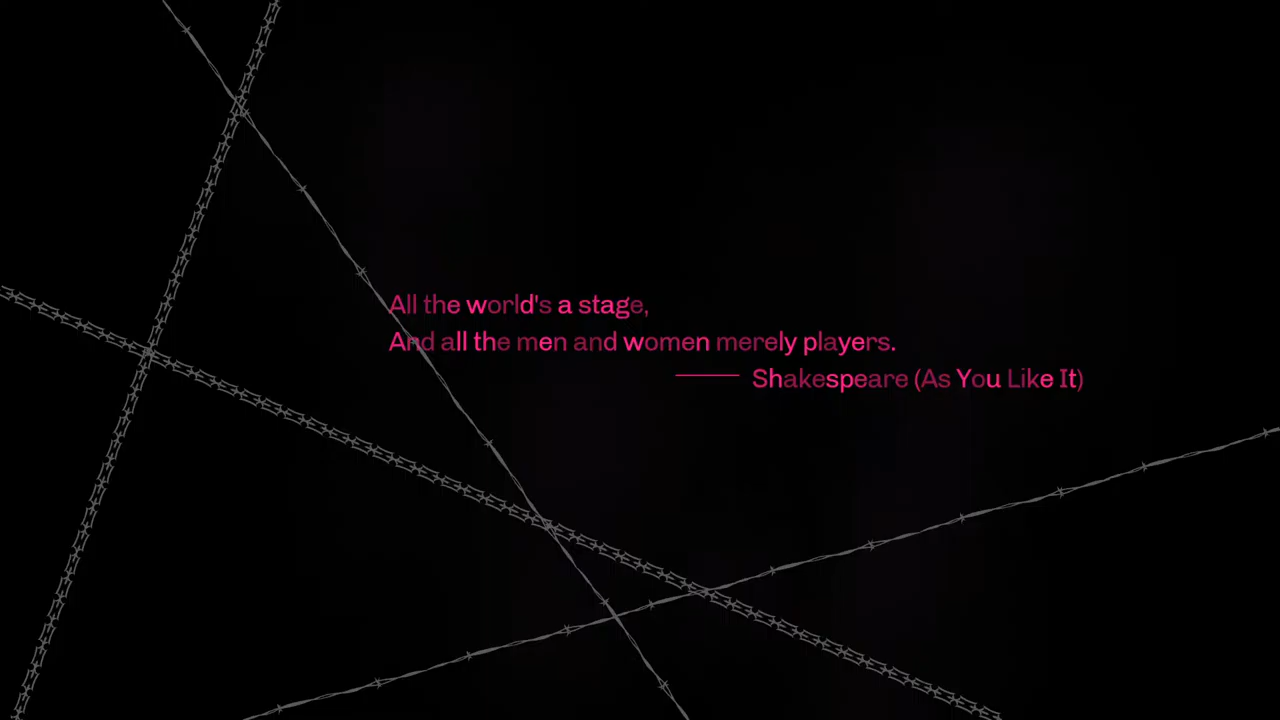 All the world's a stage,
And all the men and women merely players.
—— Shakespeare (As You Like It)